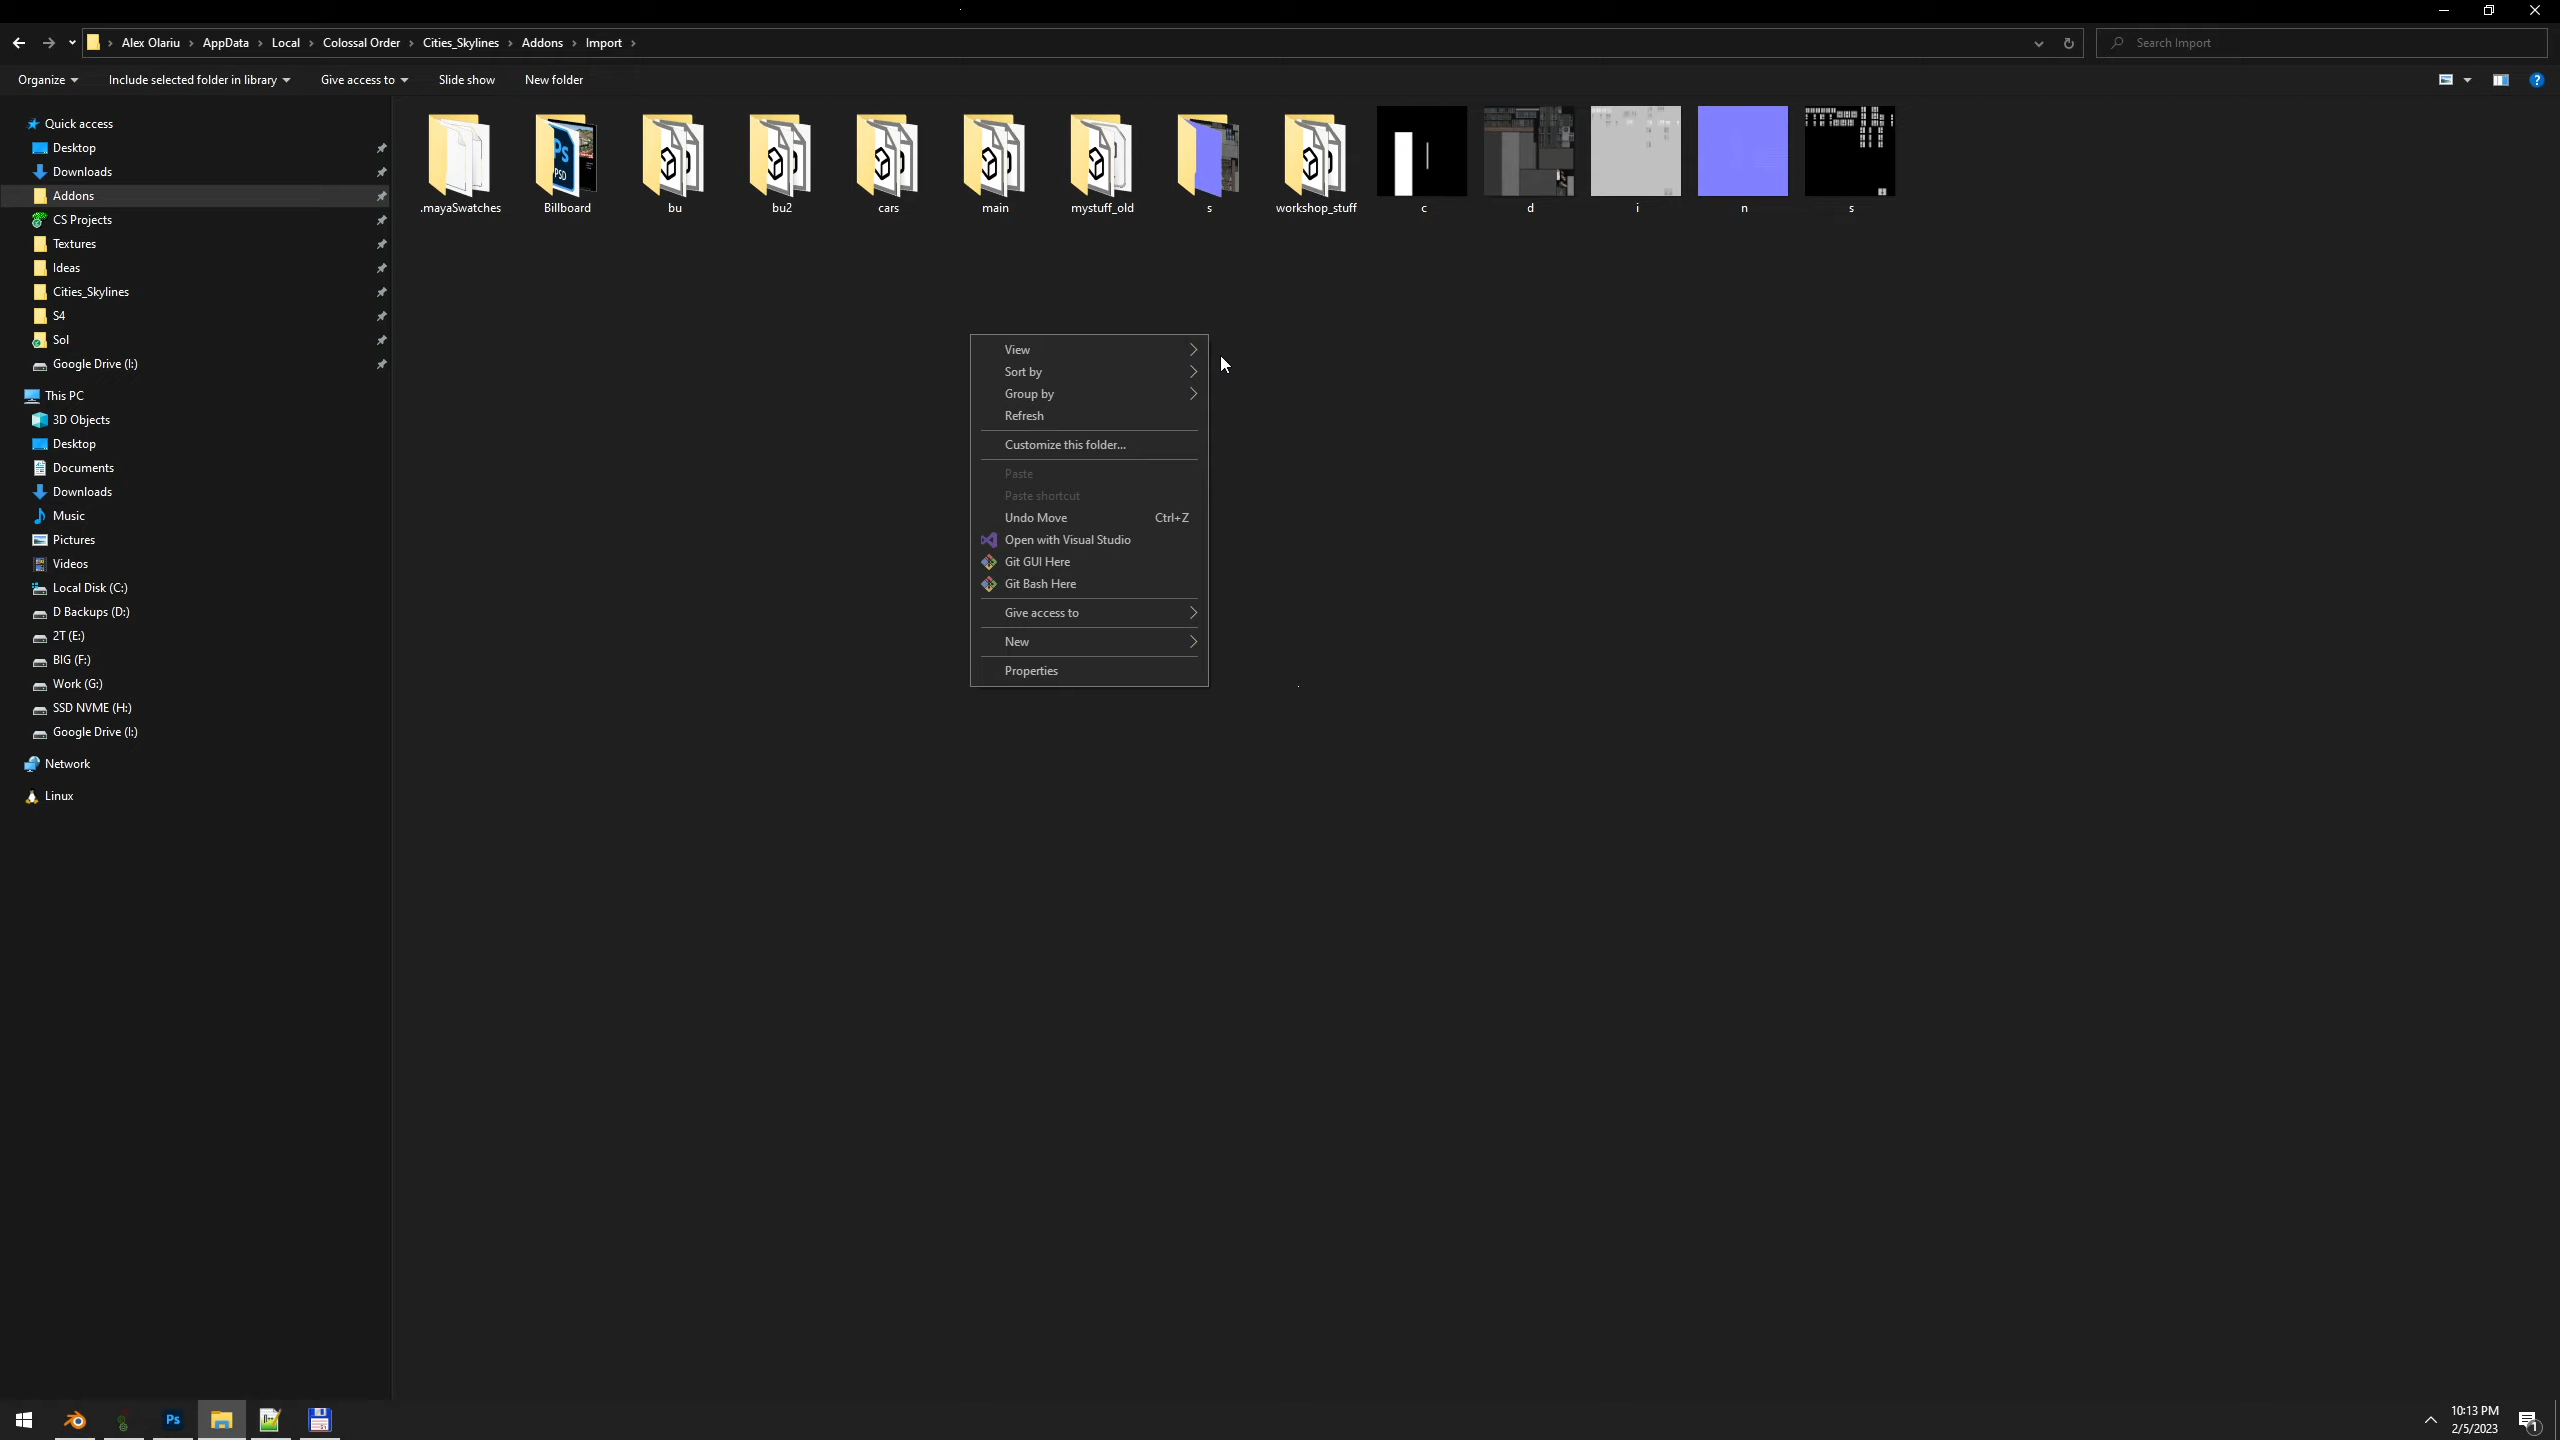 Alex Olariu > AppData > Local > Colossal Order > Cities_Skylines > Addons > Import >
Search Import
Organize Include selected folder in library Give access to Slide show New folder
Quick access
Desktop
Downloads
Addons
CS Projects
Textures
Ideas
Cities_Skylines
S4
Sol
Google Drive (I:)
This PC
3D Objects
Desktop
Documents
Downloads
Music
Pictures
Videos
Local Disk (C:)
D Backups (D:)
2T (E:)
BIG (F:)
Work (G:)
SSD NVME (H:)
Google Drive (I:)
Network
Linux
PS
PSD
.mayaSwatches Billboard bu bu2 cars main mystuff_old s workshop_stuff c d i n s
View
Sort by
Group by
Refresh
Customize this folder...
Paste
Paste shortcut
Undo Move Ctrl+Z
Open with Visual Studio
Git GUI Here
Git Bash Here
Give access to
New
Properties
Ps
10:13 PM
2/5/2023
1